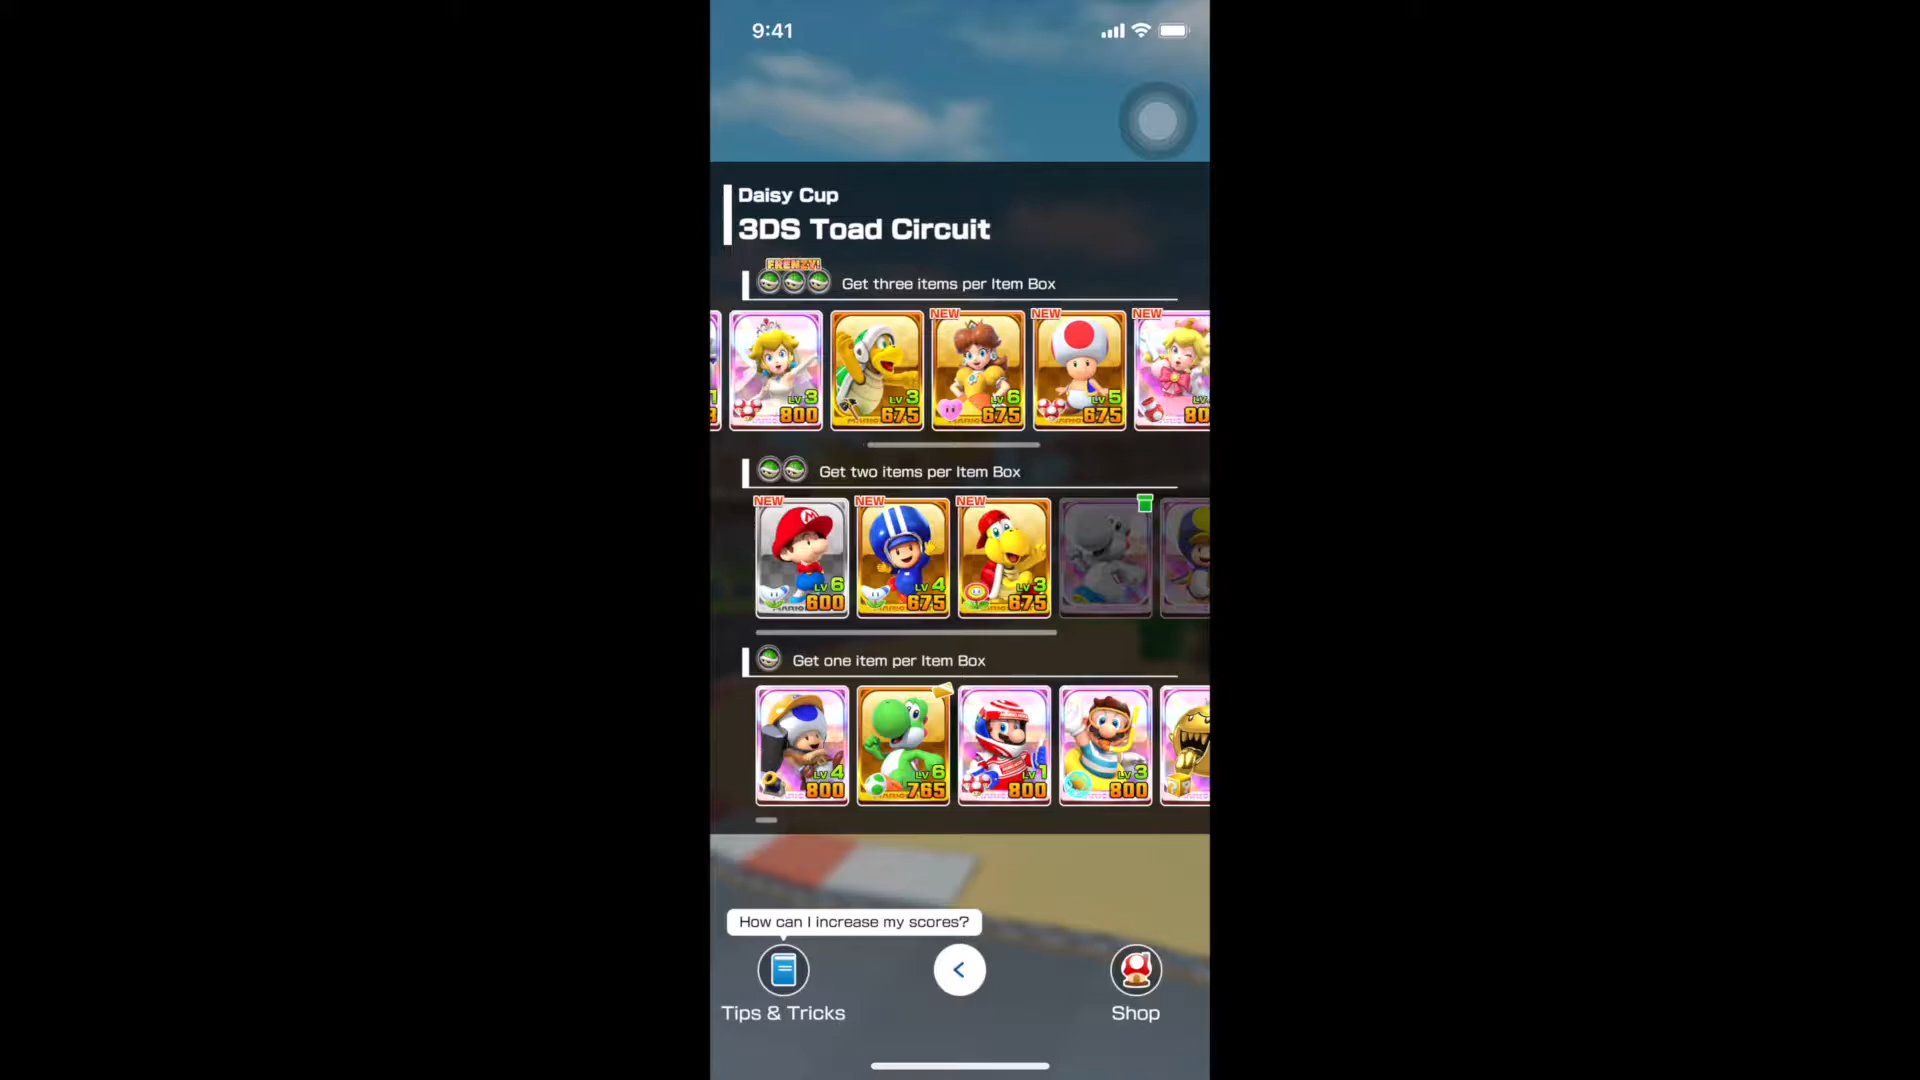 9:41
Daisy Cup
3DS Toad Circuit
FRENZY!
Get three items per Item Box
NEW NEW NEW
LV 3 LV 3 LV 6 LV 5
800 675 675 675 80
Get two items per Item Box
NEW NEW NEW
LV 6 LV 4 LV 3
600 675 675
Get one item per Item Box
LV 4 LV 6 LV 1 LV 3
800 765 800 800
How can I increase my scores?
Tips & Tricks
Shop